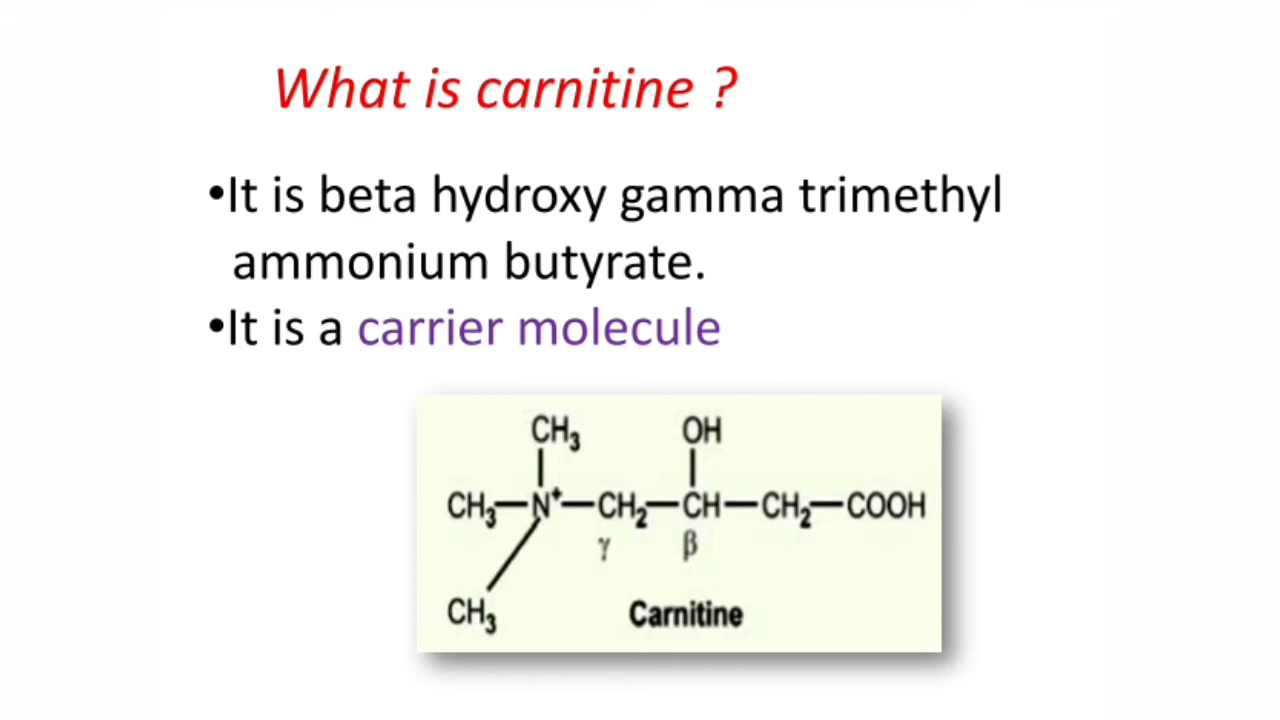 What is carnitine ?
•It is beta hydroxy gamma trimethyl
ammonium butyrate.
•It is a carrier molecule
CH₃ OH
CH₃—N⁺—CH₂—CH—CH₂—COOH
γ β
CH₃ Carnitine